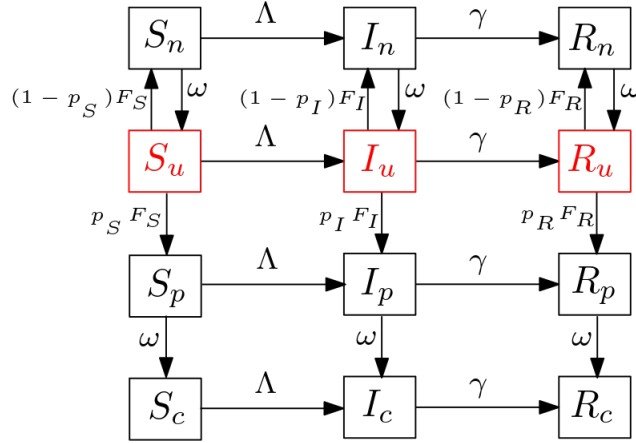 Λ γ
S_n I_n R_n
(1 - p_S)F_S ω (1 - p_I)F_I ω (1 - p_R)F_R ω
Λ γ
S_u I_u R_u
p_S F_S p_I F_I p_R F_R
Λ γ
S_p I_p R_p
ω ω ω
Λ γ
S_c I_c R_c